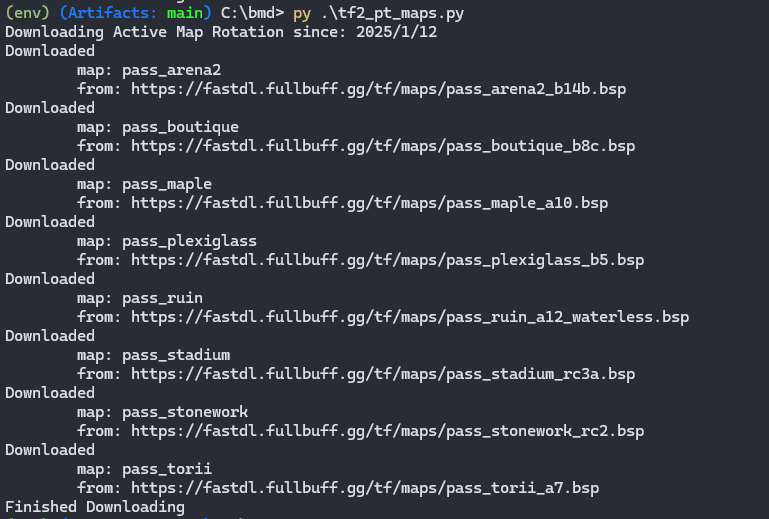 (env) (Artifacts: main) C:\bmd> py .\tf2_pt_maps.py
Downloading Active Map Rotation since: 2025/1/12
Downloaded
        map: pass_arena2
        from: https://fastdl.fullbuff.gg/tf/maps/pass_arena2_b14b.bsp
Downloaded
        map: pass_boutique
        from: https://fastdl.fullbuff.gg/tf/maps/pass_boutique_b8c.bsp
Downloaded
        map: pass_maple
        from: https://fastdl.fullbuff.gg/tf/maps/pass_maple_a10.bsp
Downloaded
        map: pass_plexiglass
        from: https://fastdl.fullbuff.gg/tf/maps/pass_plexiglass_b5.bsp
Downloaded
        map: pass_ruin
        from: https://fastdl.fullbuff.gg/tf/maps/pass_ruin_a12_waterless.bsp
Downloaded
        map: pass_stadium
        from: https://fastdl.fullbuff.gg/tf/maps/pass_stadium_rc3a.bsp
Downloaded
        map: pass_stonework
        from: https://fastdl.fullbuff.gg/tf/maps/pass_stonework_rc2.bsp
Downloaded
        map: pass_torii
        from: https://fastdl.fullbuff.gg/tf/maps/pass_torii_a7.bsp
Finished Downloading